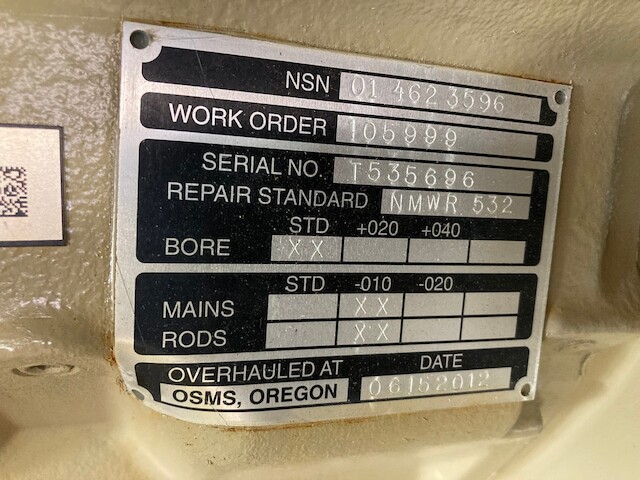 NSN 01 462 3596
WORK ORDER 105999
SERIAL NO. T535696
REPAIR STANDARD NMWR 532
STD +020 +040
BORE XX
STD -010 -020
MAINS XX
RODS XX
OVERHAULED AT DATE
OSMS, OREGON 06152012